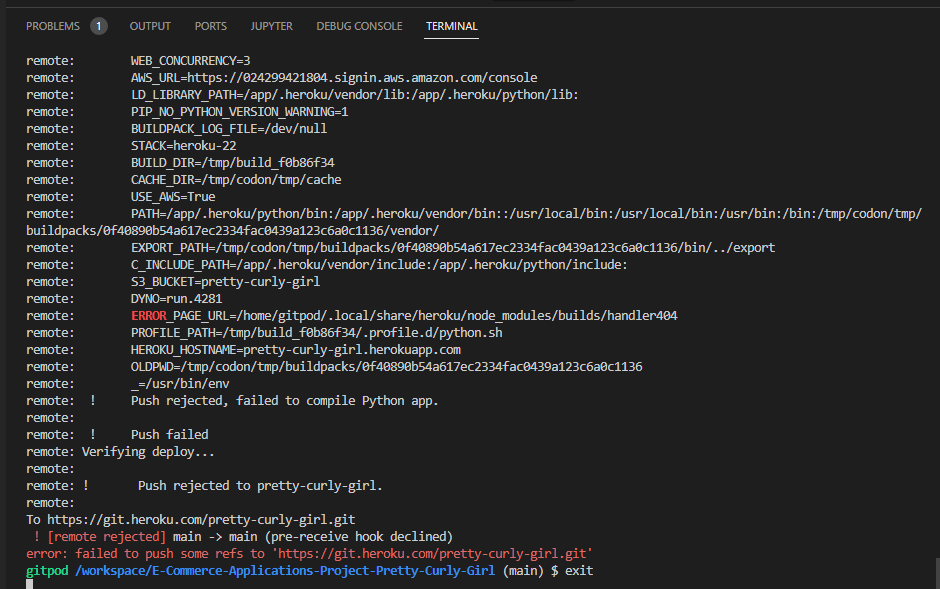 PROBLEMS 1 OUTPUT PORTS JUPYTER DEBUG CONSOLE TERMINAL
remote:        WEB_CONCURRENCY=3
remote:        AWS_URL=https://024299421804.signin.aws.amazon.com/console
remote:        LD_LIBRARY_PATH=/app/.heroku/vendor/lib:/app/.heroku/python/lib:
remote:        PIP_NO_PYTHON_VERSION_WARNING=1
remote:        BUILDPACK_LOG_FILE=/dev/null
remote:        STACK=heroku-22
remote:        BUILD_DIR=/tmp/build_f0b86f34
remote:        CACHE_DIR=/tmp/codon/tmp/cache
remote:        USE_AWS=True
remote:        PATH=/app/.heroku/python/bin:/app/.heroku/vendor/bin::/usr/local/bin:/usr/local/bin:/usr/bin:/bin:/tmp/codon/tmp/
buildpacks/0f40890b54a617ec2334fac0439a123c6a0c1136/vendor/
remote:        EXPORT_PATH=/tmp/codon/tmp/buildpacks/0f40890b54a617ec2334fac0439a123c6a0c1136/bin/../export
remote:        C_INCLUDE_PATH=/app/.heroku/vendor/include:/app/.heroku/python/include:
remote:        S3_BUCKET=pretty-curly-girl
remote:        DYNO=run.4281
remote:        ERROR_PAGE_URL=/home/gitpod/.local/share/heroku/node_modules/builds/handler404
remote:        PROFILE_PATH=/tmp/build_f0b86f34/.profile.d/python.sh
remote:        HEROKU_HOSTNAME=pretty-curly-girl.herokuapp.com
remote:        OLDPWD=/tmp/codon/tmp/buildpacks/0f40890b54a617ec2334fac0439a123c6a0c1136
remote:        _=/usr/bin/env
remote:  !     Push rejected, failed to compile Python app.
remote:
remote:  !     Push failed
remote: Verifying deploy...
remote:
remote: !       Push rejected to pretty-curly-girl.
remote:
To https://git.heroku.com/pretty-curly-girl.git
 ! [remote rejected] main -> main (pre-receive hook declined)
error: failed to push some refs to 'https://git.heroku.com/pretty-curly-girl.git'
gitpod /workspace/E-Commerce-Applications-Project-Pretty-Curly-Girl (main) $ exit